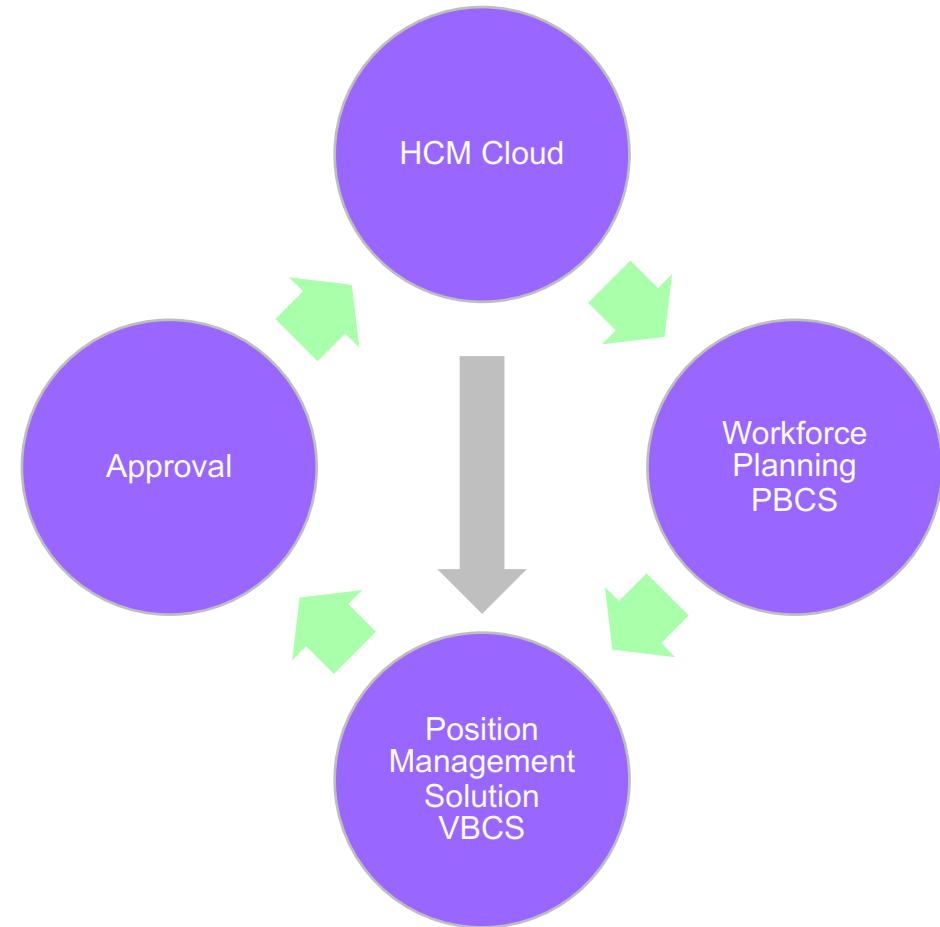 HCM Cloud
Approval
Workforce
Planning
PBCS
Position
Management
Solution
VBCS